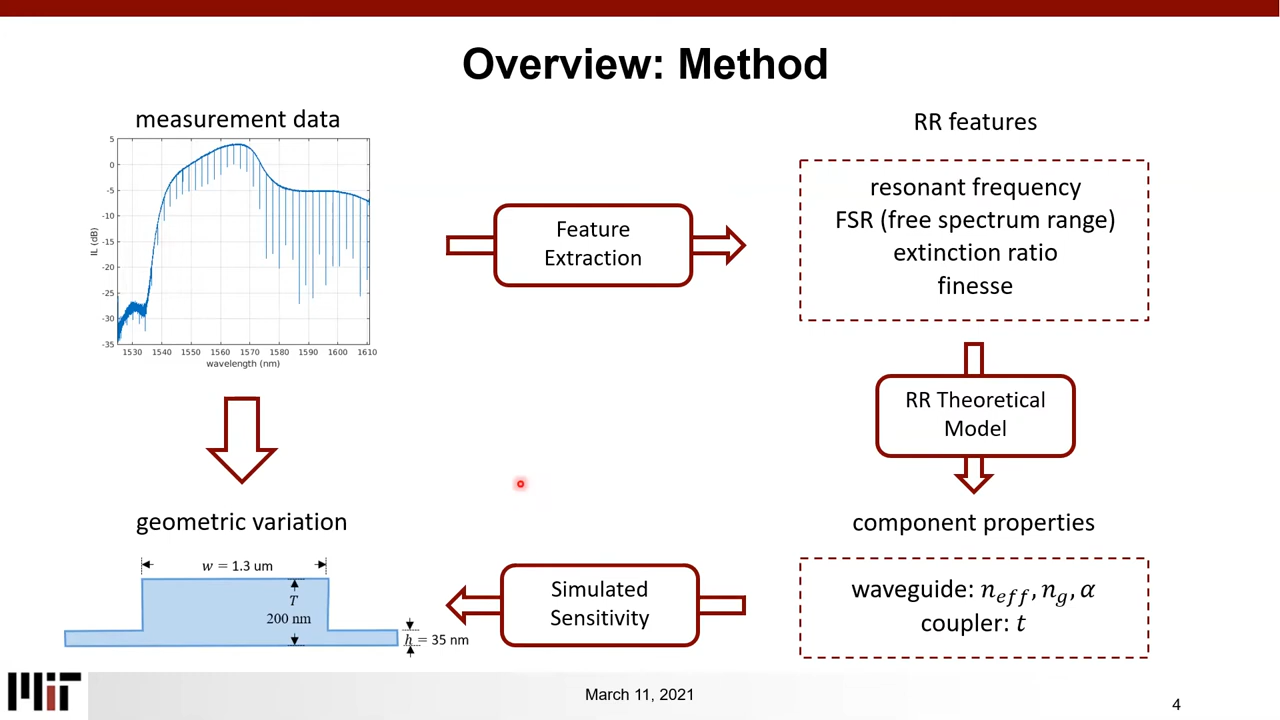 Overview: Method
measurement data
5
0
-5
-10
-15
-20
-25
-30
-35
IL (dB)
1530 1540 1550 1560 1570 1580 1590 1600 1610
wavelength (nm)
Feature
Extraction
RR features
resonant frequency
FSR (free spectrum range)
extinction ratio
finesse
RR Theoretical
Model
component properties
waveguide: n_eff, n_g, α
coupler: t
Simulated
Sensitivity
geometric variation
w = 1.3 um
T
200 nm
h = 35 nm
MIT
March 11, 2021
4